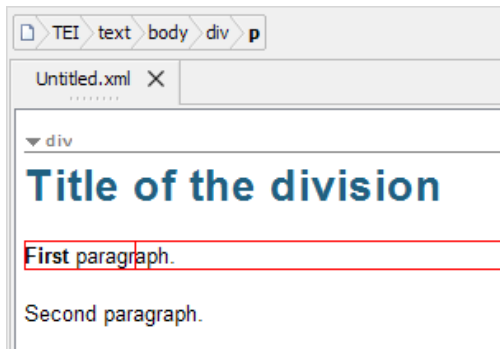 TEI text body div p
Untitled.xml
div
Title of the division
First paragraph.
Second paragraph.